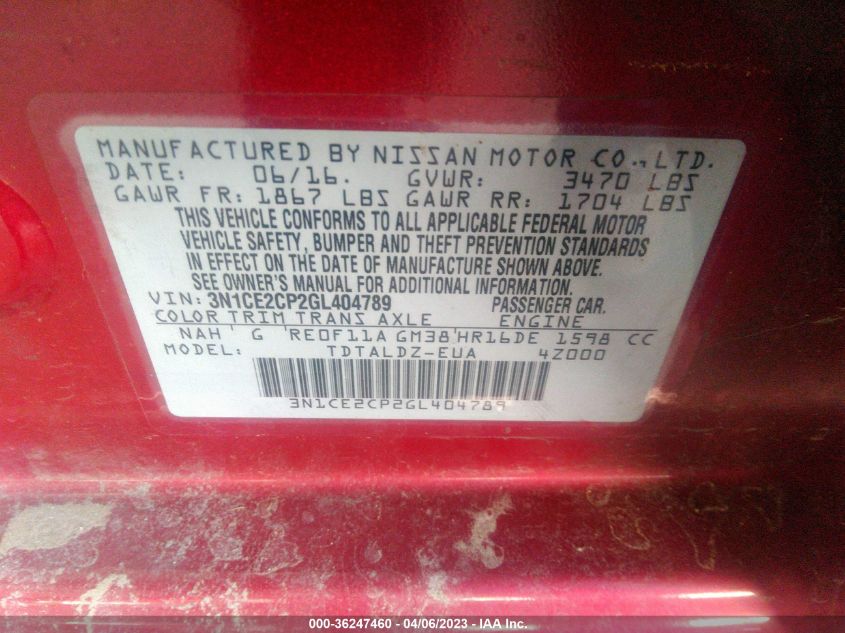 MANUFACTURED BY NISSAN MOTOR CO., LTD.
DATE: 06/16. GVWR: 3470 LBS
GAWR FR: 1867 LBS GAWR RR: 1704 LBS
THIS VEHICLE CONFORMS TO ALL APPLICABLE FEDERAL MOTOR
VEHICLE SAFETY, BUMPER AND THEFT PREVENTION STANDARDS
IN EFFECT ON THE DATE OF MANUFACTURE SHOWN ABOVE.
SEE OWNER'S MANUAL FOR ADDITIONAL INFORMATION.
VIN: 3N1CE2CP2GL404789 PASSENGER CAR.
COLOR TRIM TRANS AXLE ENGINE
NAH ' G 'RE0F11A GM38'HR16DE 1598 CC
MODEL: TDTALDZ-EUA 4Z000
3N1CE2CP2GL404789
000-36247460 - 04/06/2023 - IAA Inc.